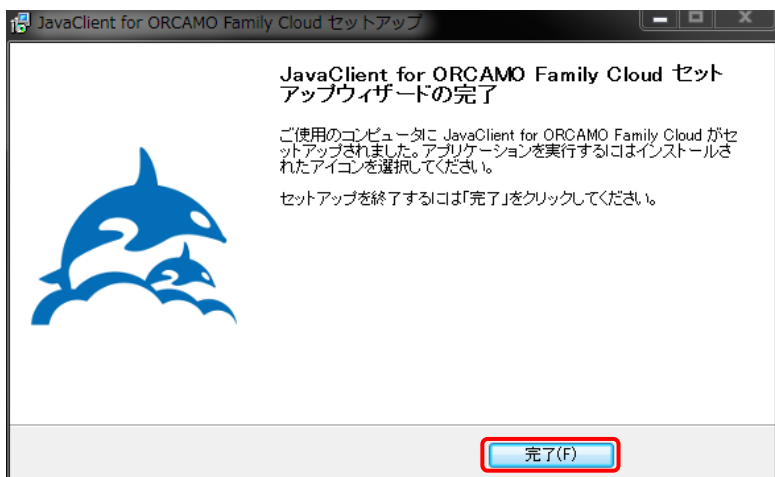 JavaClient for ORCAMO Family Cloud セットアップ
JavaClient for ORCAMO Family Cloud セット
アップウィザードの完了
ご使用のコンピュータに JavaClient for ORCAMO Family Cloud がセ
ットアップされました。アプリケーションを実行するにはインストールさ
れたアイコンを選択してください。
セットアップを終了するには「完了」をクリックしてください。
完了(F)